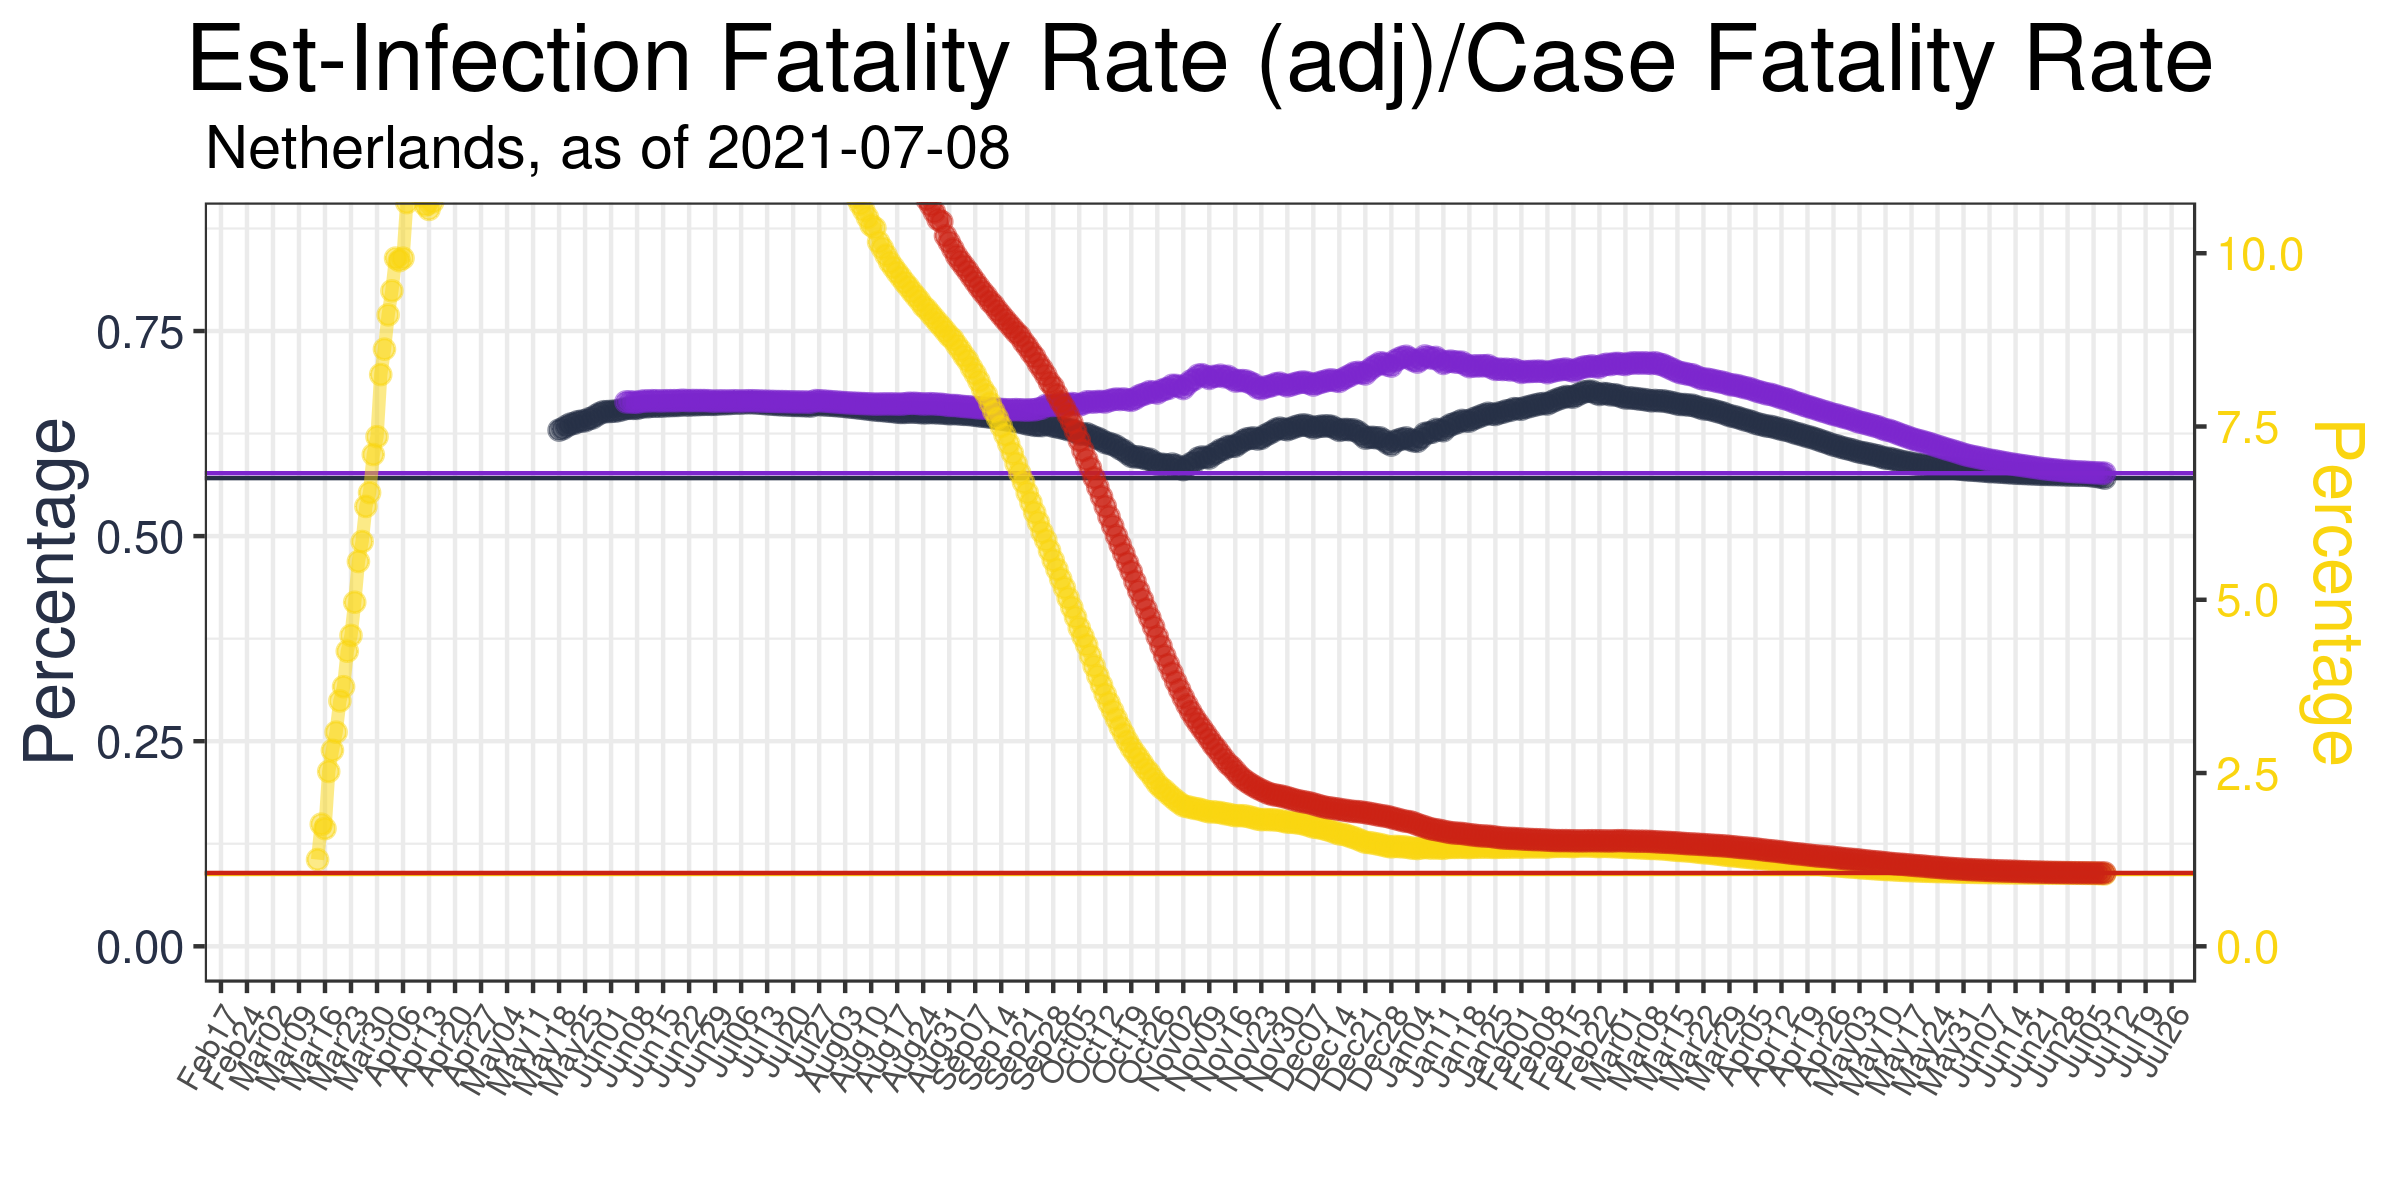 Est-Infection Fatality Rate (adj)/Case Fatality Rate
Netherlands, as of 2021-07-08
Percentage
0.75
0.50
0.25
0.00
10.0
7.5
5.0
2.5
0.0
Percentage
Feb17
Feb24
Mar02
Mar09
Mar16
Mar23
Mar30
Apr06
Apr13
Apr20
Apr27
May04
May11
May18
May25
Jun01
Jun08
Jun15
Jun22
Jun29
Jul06
Jul13
Jul20
Jul27
Aug03
Aug10
Aug17
Aug24
Aug31
Sep07
Sep14
Sep21
Sep28
Oct05
Oct12
Oct19
Oct26
Nov02
Nov09
Nov16
Nov23
Nov30
Dec07
Dec14
Dec21
Dec28
Jan04
Jan11
Jan18
Jan25
Feb01
Feb08
Feb15
Feb22
Mar01
Mar08
Mar15
Mar22
Mar29
Apr05
Apr12
Apr19
Apr26
May03
May10
May17
May24
May31
Jun07
Jun14
Jun21
Jun28
Jul05
Jul12
Jul19
Jul26